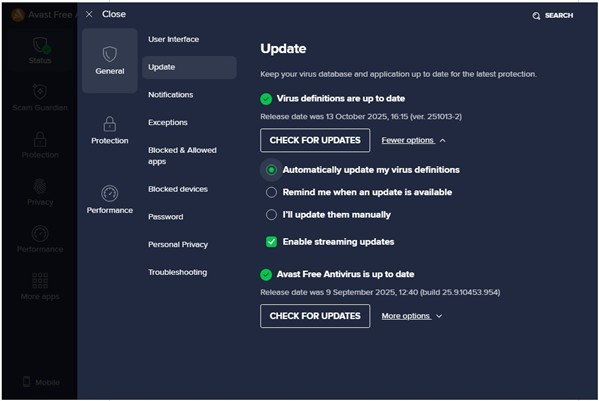 Avast Free A
Close
SEARCH
Status
Scam Guardian
Protection
Privacy
Performance
More apps
Mobile
General
Protection
Performance
User Interface
Update
Notifications
Exceptions
Blocked & Allowed
apps
Blocked devices
Password
Personal Privacy
Troubleshooting
Update
Keep your virus database and application up to date for the latest protection.
Virus definitions are up to date
Release date was 13 October 2025, 16:15 (ver. 251013-2)
CHECK FOR UPDATES
Fewer options
Automatically update my virus definitions
Remind me when an update is available
I'll update them manually
Enable streaming updates
Avast Free Antivirus is up to date
Release date was 9 September 2025, 12:40 (build 25.9.10453.954)
CHECK FOR UPDATES
More options